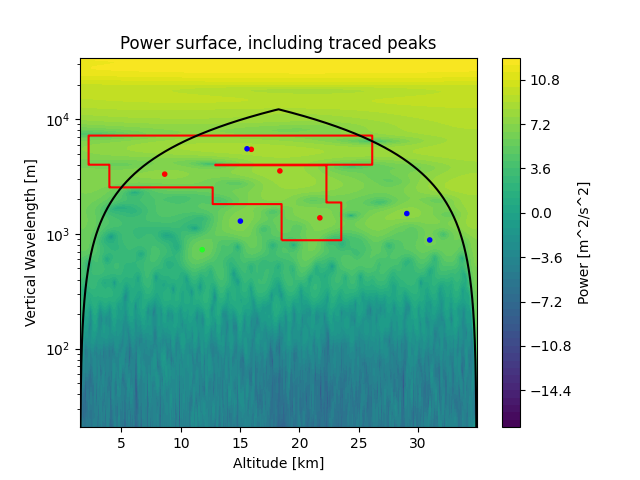 Power surface, including traced peaks
10⁴
10³
10²
Vertical Wavelength [m]
5 10 15 20 25 30
Altitude [km]
10.8
7.2
3.6
0.0
−3.6
−7.2
−10.8
−14.4
Power [m^2/s^2]